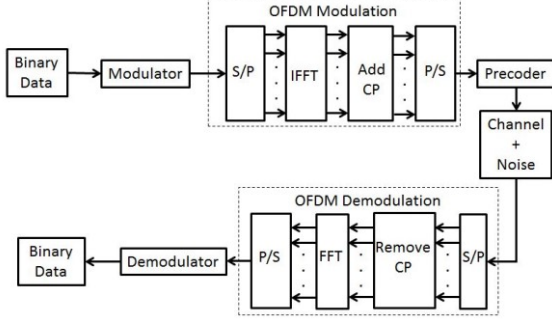 OFDM Modulation
Binary
Data
Modulator
S/P
IFFT
Add
CP
P/S
Precoder
Channel
+
Noise
OFDM Demodulation
Binary
Data
Demodulator
P/S
FFT
Remove
CP
S/P